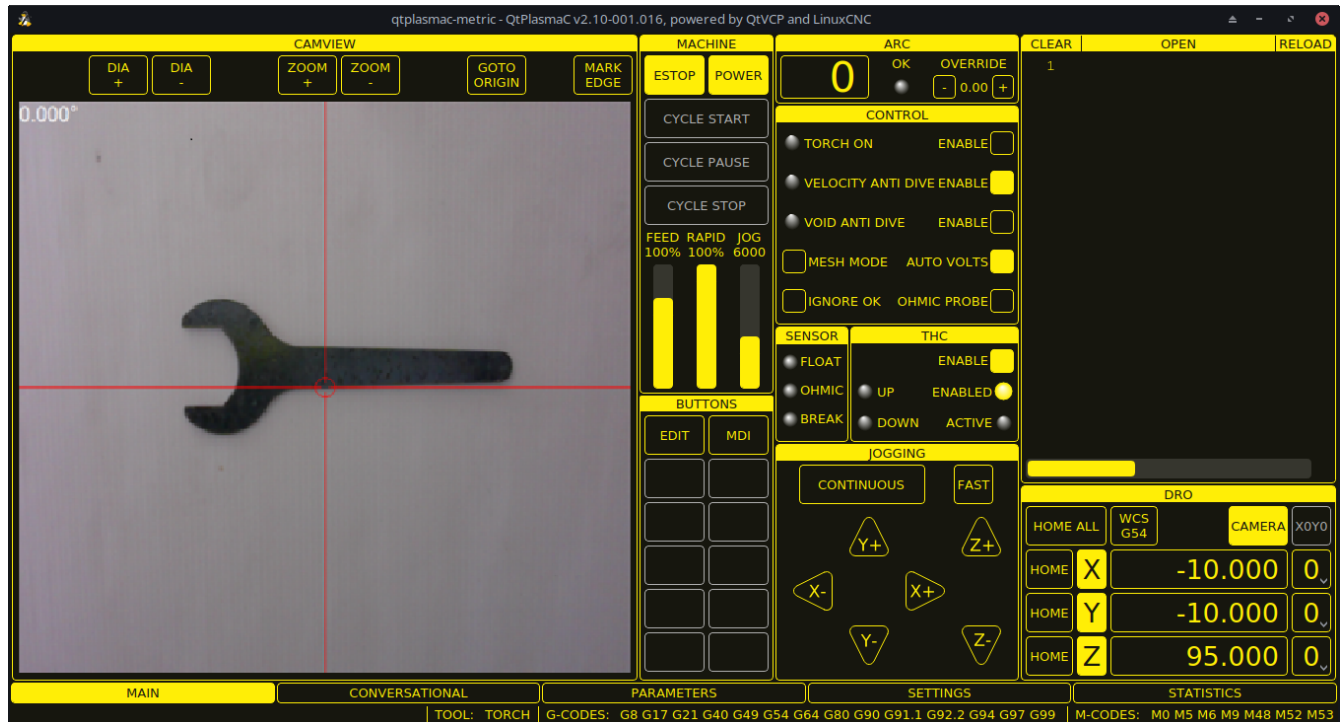 qtplasmac-metric - QtPlasmaC v2.10-001.016, powered by QtVCP and LinuxCNC
CAMVIEW
DIA +
DIA -
ZOOM +
ZOOM -
GOTO ORIGIN
MARK EDGE
0.000°
MACHINE
ESTOP POWER
CYCLE START
CYCLE PAUSE
CYCLE STOP
FEED RAPID JOG
100% 100% 6000
BUTTONS
EDIT MDI
ARC
0
OK
OVERRIDE
- 0.00 +
CONTROL
TORCH ON ENABLE
VELOCITY ANTI DIVE ENABLE
VOID ANTI DIVE ENABLE
MESH MODE AUTO VOLTS
IGNORE OK OHMIC PROBE
SENSOR
FLOAT
OHMIC
BREAK
THC
ENABLE
UP ENABLED
DOWN ACTIVE
JOGGING
CONTINUOUS FAST
Y+ Z+
X- X+
Y- Z-
CLEAR OPEN RELOAD
1
DRO
HOME ALL WCS G54 CAMERA X0Y0
HOME X -10.000 0
HOME Y -10.000 0
HOME Z 95.000 0
MAIN CONVERSATIONAL PARAMETERS SETTINGS STATISTICS
TOOL: TORCH G-CODES: G8 G17 G21 G40 G49 G54 G64 G80 G90 G91.1 G92.2 G94 G97 G99 M-CODES: M0 M5 M6 M9 M48 M52 M53